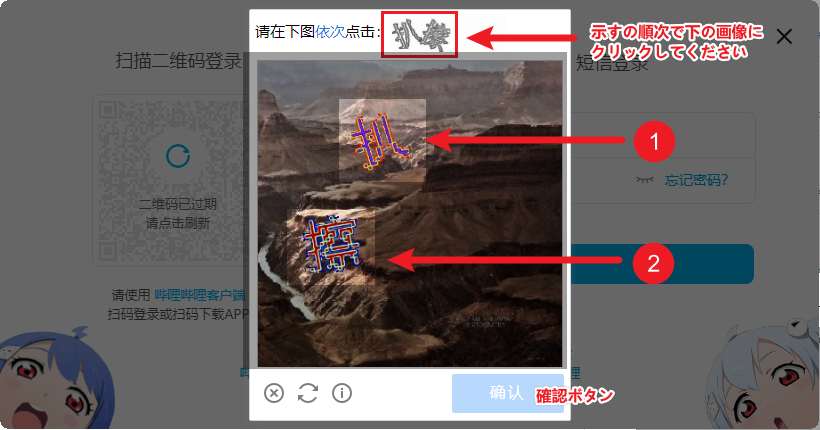 请在下图依次点击:
示すの順次で下の画像に
クリックしてください
扫描二维码登录
短信登录
扒
1
忘记密码?
二维码已过期
请点击刷新
2
请使用 哔哩哔哩客户端
扫码登录或扫码下载APP
哔
哩
确认
確認ボタン